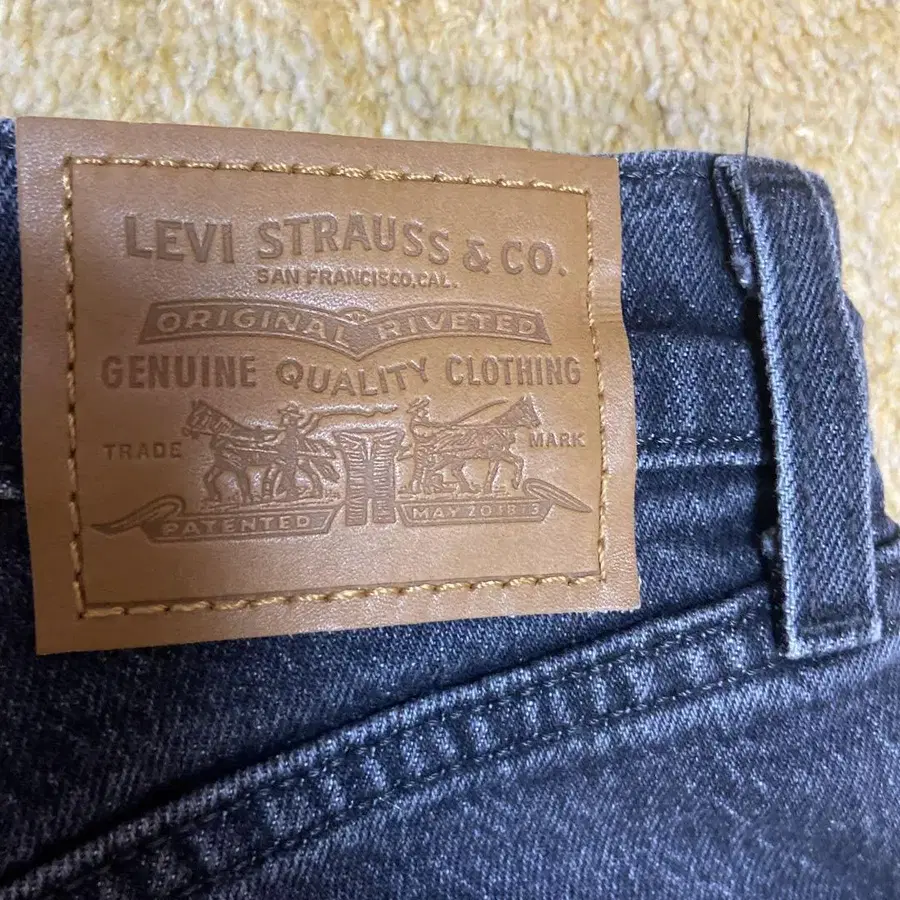 LEVI STRAUSS & CO.
SAN FRANCISCO, CAL.
ORIGINAL RIVETED
GENUINE QUALITY CLOTHING
TRADE MARK
PATENTED MAY 20 1873